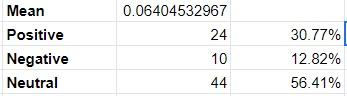 Mean 0.06404532967
Positive 24 30.77%
Negative 10 12.82%
Neutral 44 56.41%